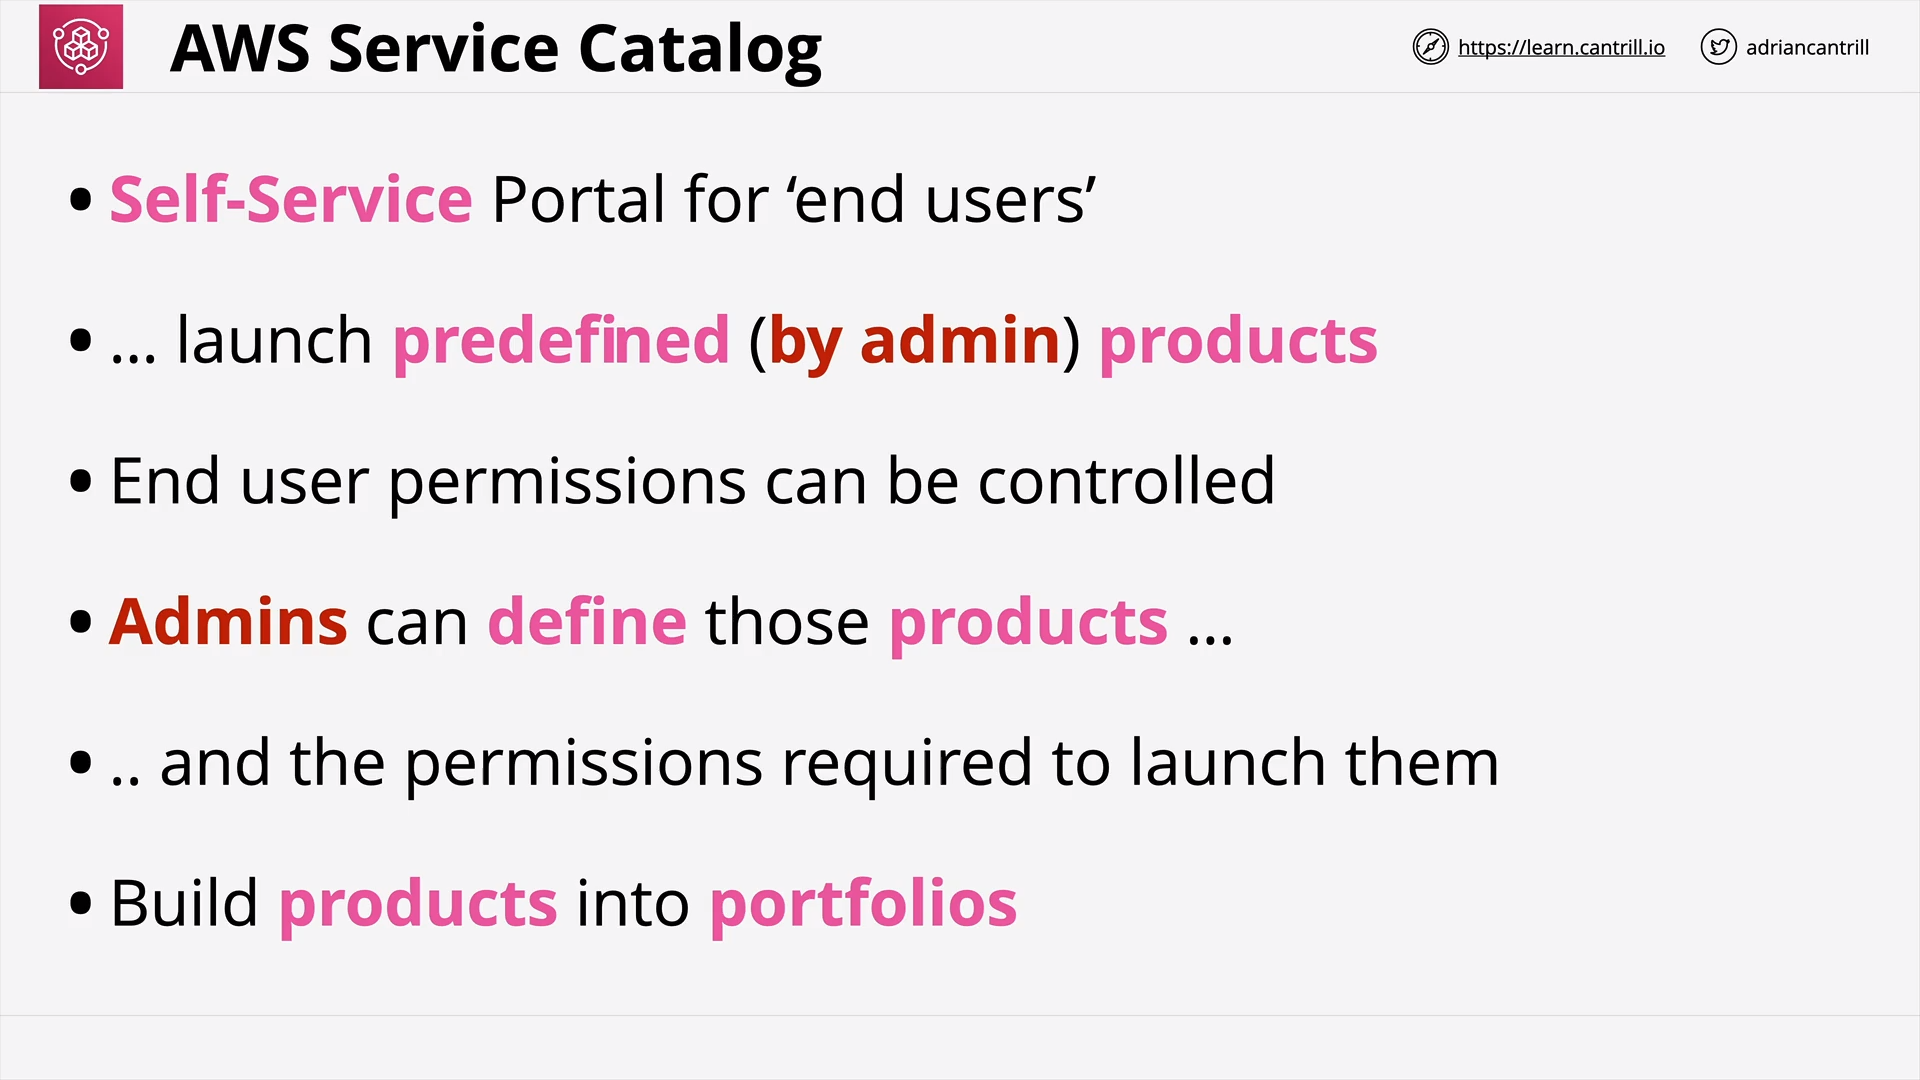 AWS Service Catalog
https://learn.cantrill.io
adriancantrill
• Self-Service Portal for ‘end users’
• … launch predefined (by admin) products
• End user permissions can be controlled
• Admins can define those products …
• .. and the permissions required to launch them
• Build products into portfolios